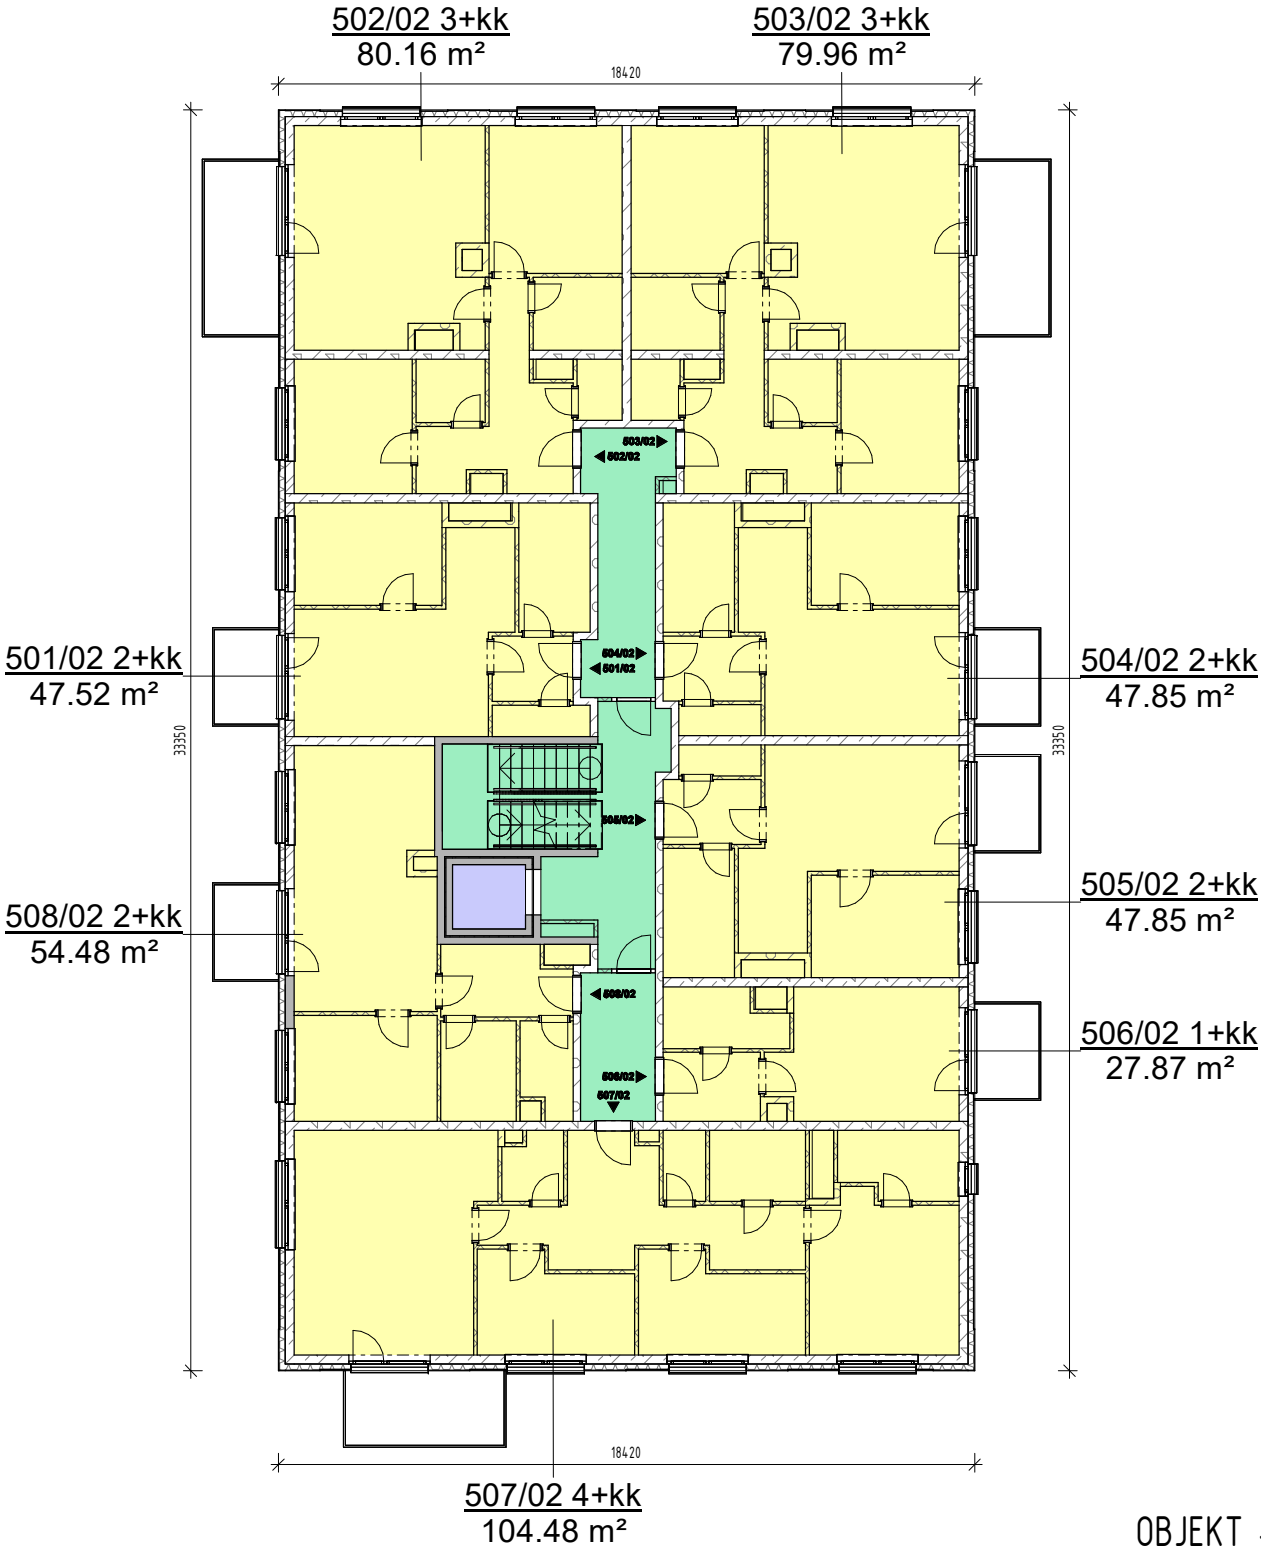 502/02 3+kk
80.16 m²
503/02 3+kk
79.96 m²
18420
503/02
502/02
501/02 2+kk
47.52 m²
504/02
501/02
504/02 2+kk
47.85 m²
33350
33350
505/02
508/02 2+kk
54.48 m²
505/02 2+kk
47.85 m²
508/02
506/02 1+kk
27.87 m²
506/02
507/02
18420
507/02 4+kk
104.48 m²
OBJEKT